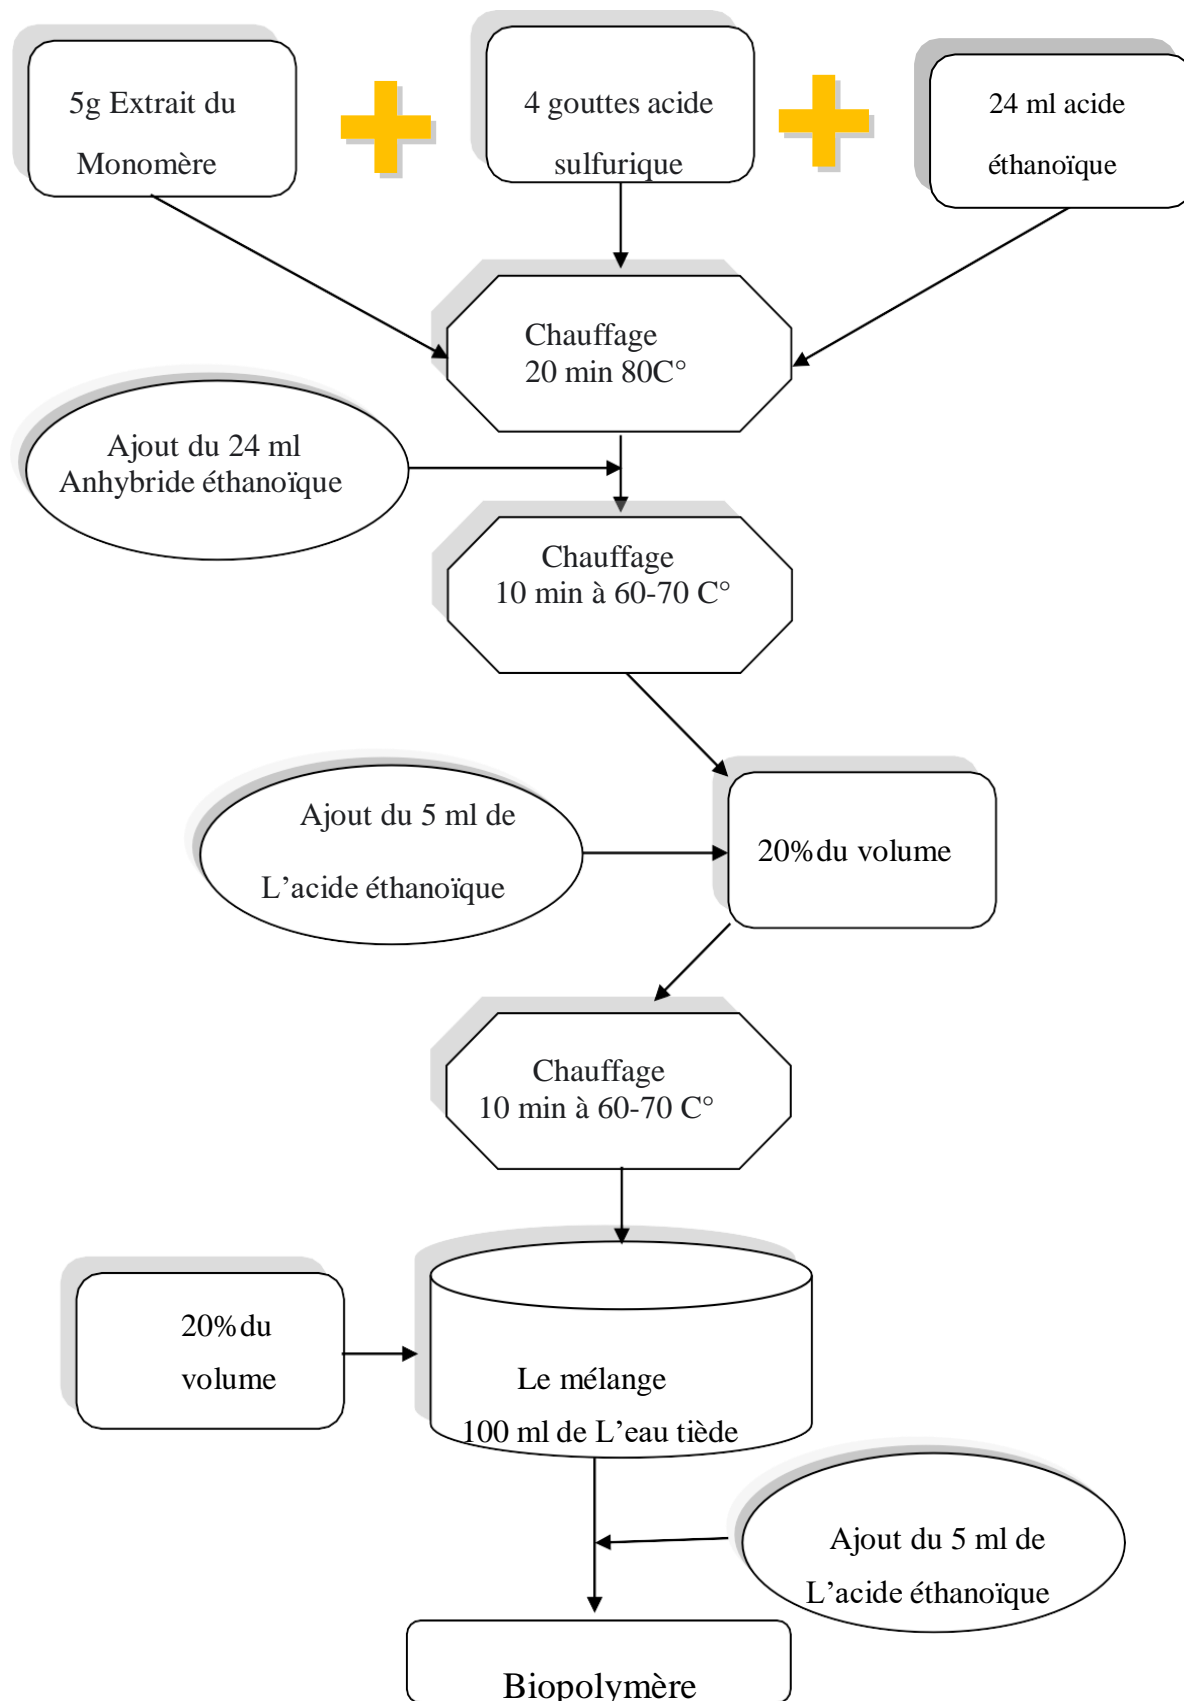 5g Extrait du
Monomère
4 gouttes acide
sulfurique
24 ml acide
éthanoïque
Chauffage
20 min 80C°
Ajout du 24 ml
Anhybride éthanoïque
Chauffage
10 min à 60-70 C°
Ajout du 5 ml de
L’acide éthanoïque
20% du volume
Chauffage
10 min à 60-70 C°
20% du
volume
Le mélange
100 ml de L’eau tiède
Ajout du 5 ml de
L’acide éthanoïque
Biopolymère